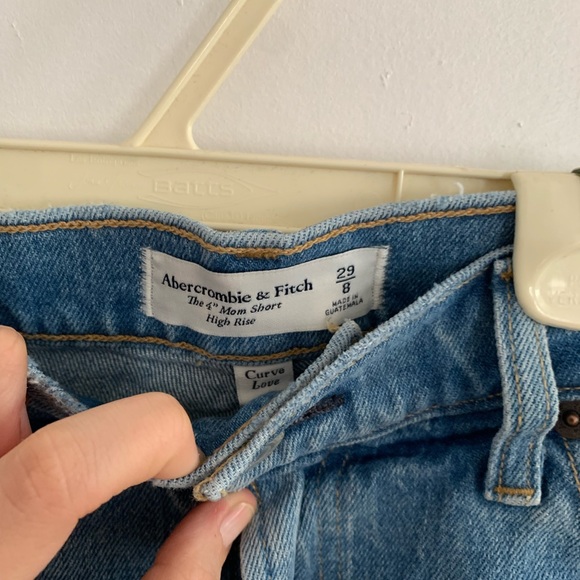 Batts
Abercrombie & Fitch
The 4" Mom Short
High Rise
29
8
MADE IN
GUATEMALA
Curve
Love